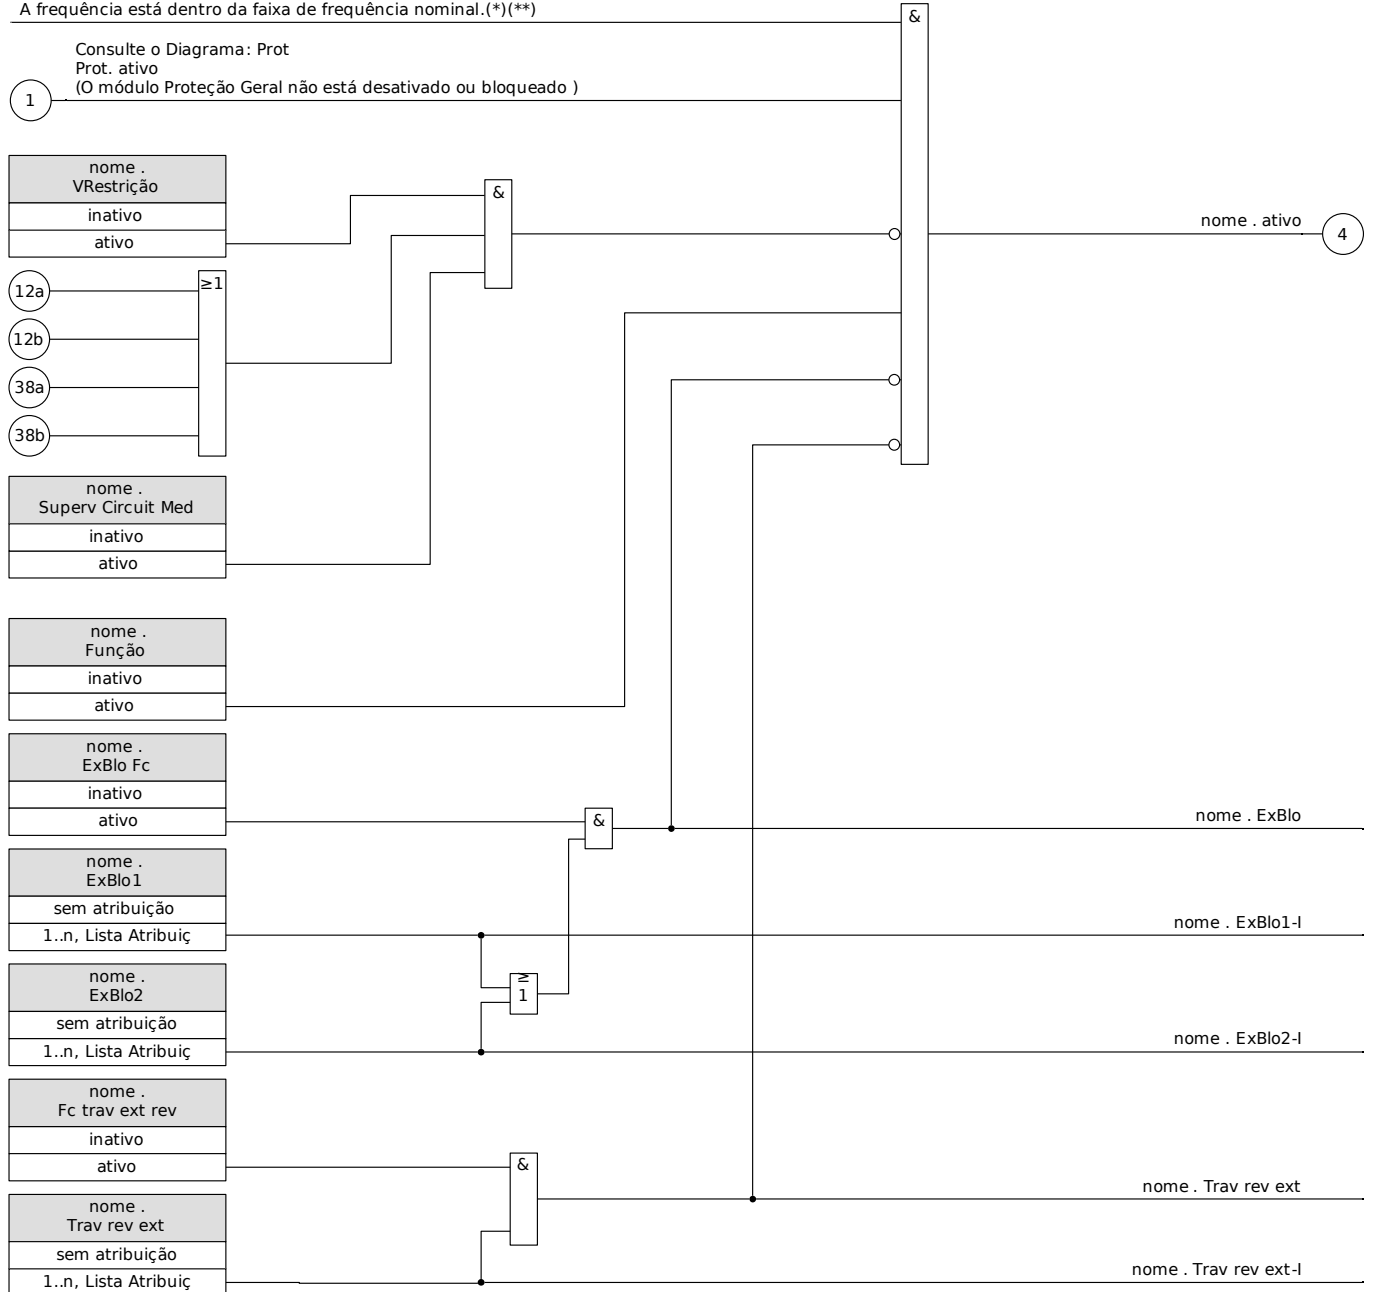 A frequência está dentro da faixa de frequência nominal.(*)(**)
&
Consulte o Diagrama: Prot
Prot. ativo
(O módulo Proteção Geral não está desativado ou bloqueado )
1
nome .
VRestrição
inativo
ativo
&
nome . ativo
4
12a
≥1
12b
38a
38b
nome .
Superv Circuit Med
inativo
ativo
nome .
Função
inativo
ativo
nome .
ExBlo Fc
inativo
ativo
&
nome . ExBlo
nome .
ExBlo1
sem atribuição
1..n, Lista Atribuiç
nome . ExBlo1-I
nome .
ExBlo2
≥
1
sem atribuição
1..n, Lista Atribuiç
nome . ExBlo2-I
nome .
Fc trav ext rev
inativo
ativo
&
nome . Trav rev ext
nome .
Trav rev ext
sem atribuição
1..n, Lista Atribuiç
nome . Trav rev ext-I